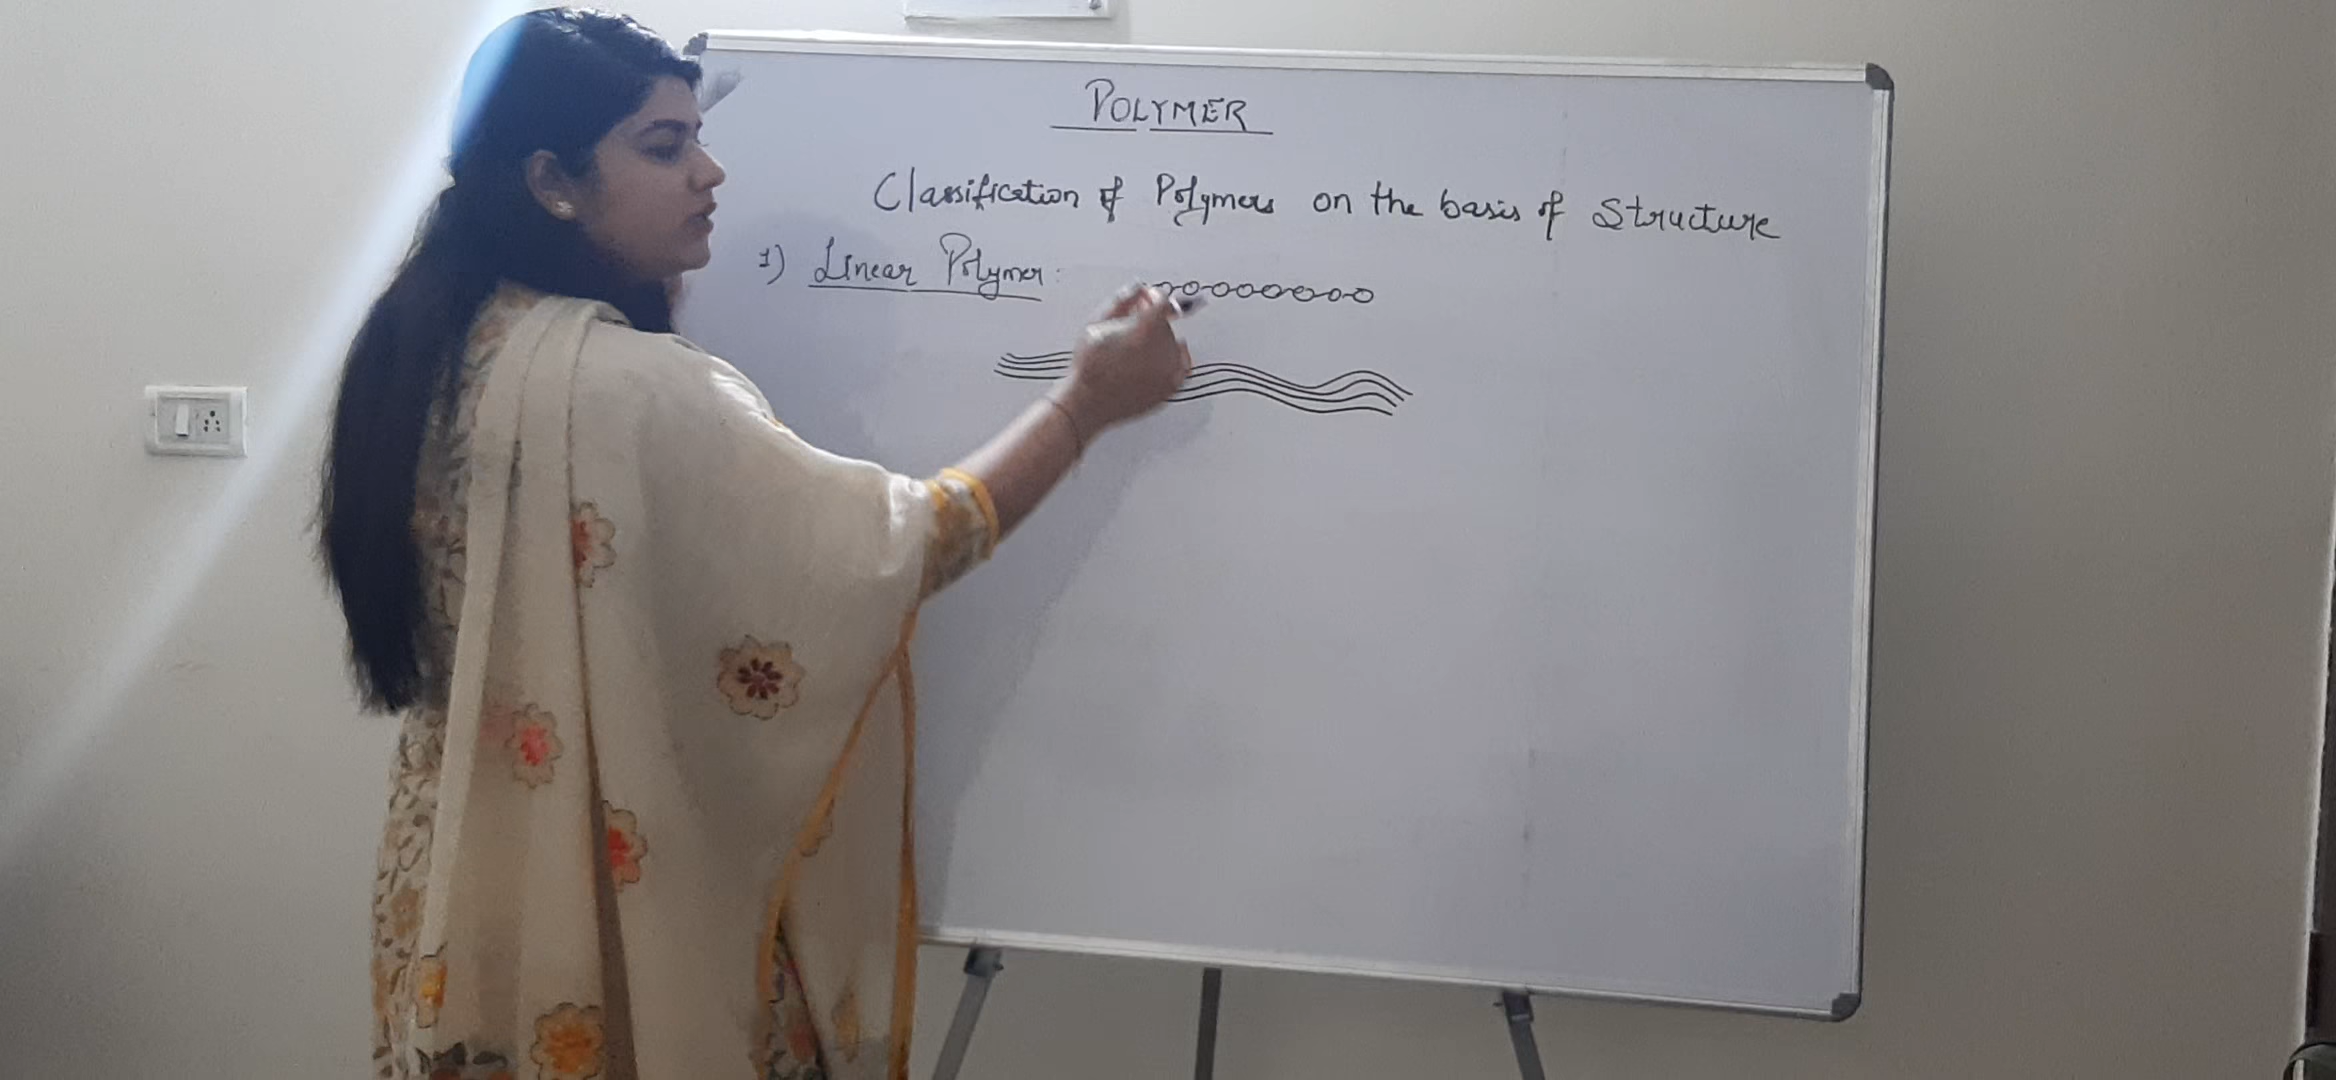 POLYMER
Classification of Polymers on the basis of Structure
1) Linear Polymer: